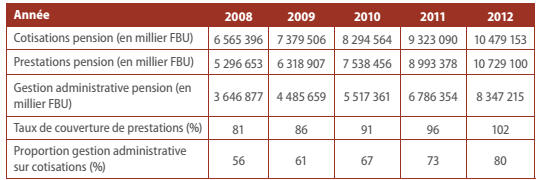 Année 2008 2009 2010 2011 2012
Cotisations pension (en millier FBU) 6 565 396 7 379 506 8 294 564 9 323 090 10 479 153
Prestations pension (en millier FBU) 5 296 653 6 318 907 7 538 456 8 993 378 10 729 100
Gestion administrative pension (en
millier FBU) 3 646 877 4 485 659 5 517 361 6 786 354 8 347 215
Taux de couverture de prestations (%) 81 86 91 96 102
Proportion gestion administrative
sur cotisations (%) 56 61 67 73 80